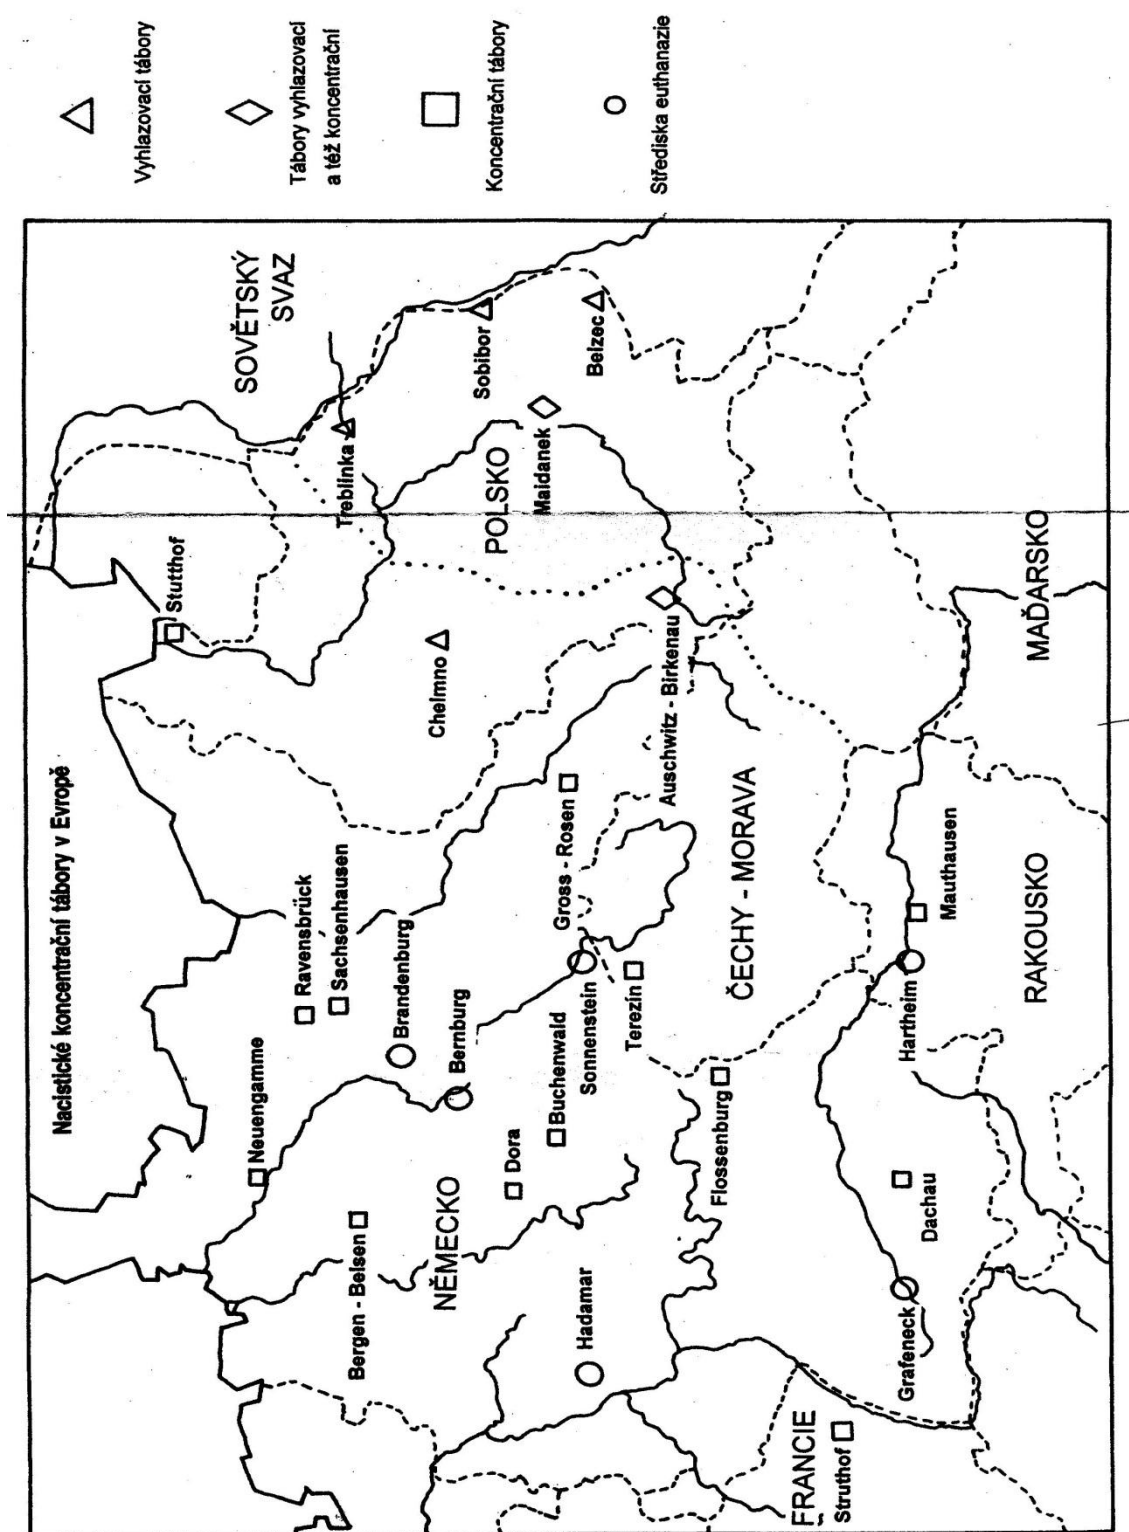 Nacistické koncentrační tábory v Evropě
SOVĚTSKÝ
SVAZ
Stutthof
Neuengamme
Ravensbrück
Sachsenhausen
Treblinka
Bergen - Belsen
Brandenburg
Chelmno
Bernburg
NĚMECKO
POLSKO
Sobibor
Dora
Maidanek
Buchenwald
Gross - Rosen
Belzec
Hadamar
Sonnenstein
Terezín
Auschwitz - Birkenau
Flossenburg
ČECHY - MORAVA
FRANCIE
Struthof
Grafeneck
Dachau
Hartheim
Mauthausen
RAKOUSKO
MAĎARSKO
Vyhlazovací tábory
Tábory vyhlazovací
a též koncentrační
Koncentrační tábory
Střediska euthanazie